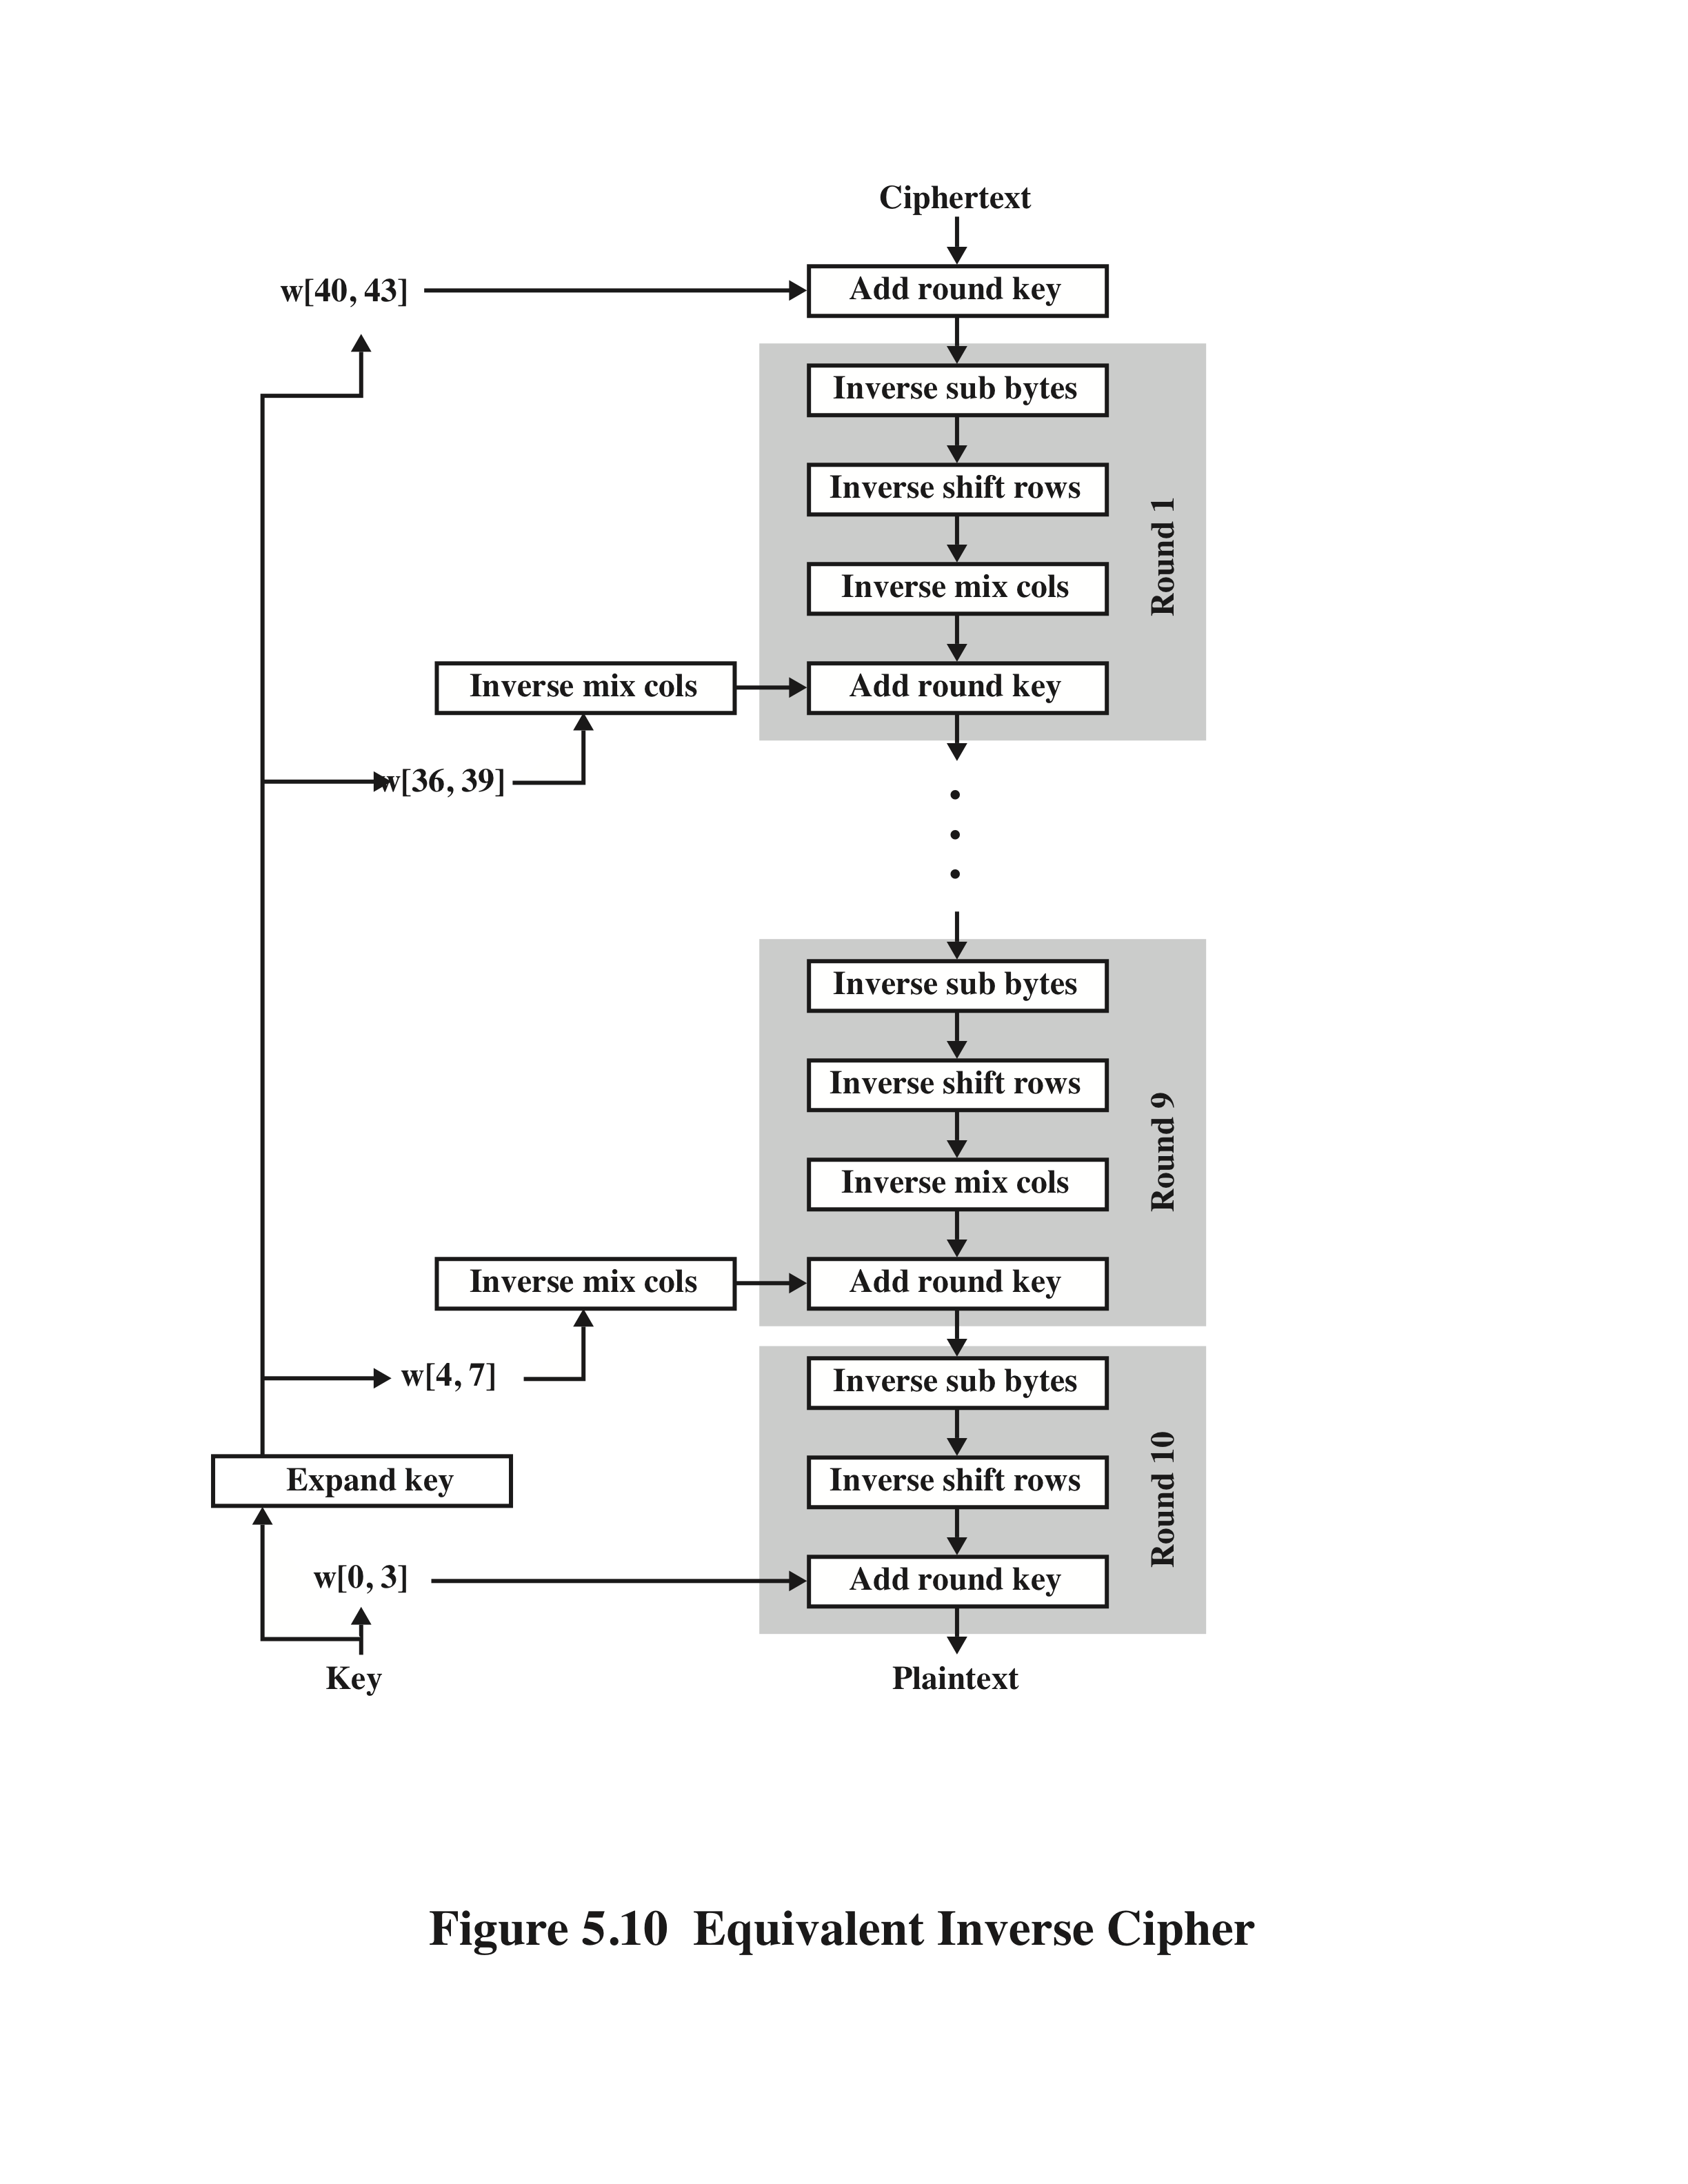 Ciphertext
w[40, 43]
Add round key
Inverse sub bytes
Inverse shift rows
Round 1
Inverse mix cols
Inverse mix cols
Add round key
w[36, 39]
Inverse sub bytes
Inverse shift rows
Round 9
Inverse mix cols
Inverse mix cols
Add round key
w[4, 7]
Inverse sub bytes
Expand key
Inverse shift rows
Round 10
w[0, 3]
Add round key
Key
Plaintext
Figure 5.10 Equivalent Inverse Cipher